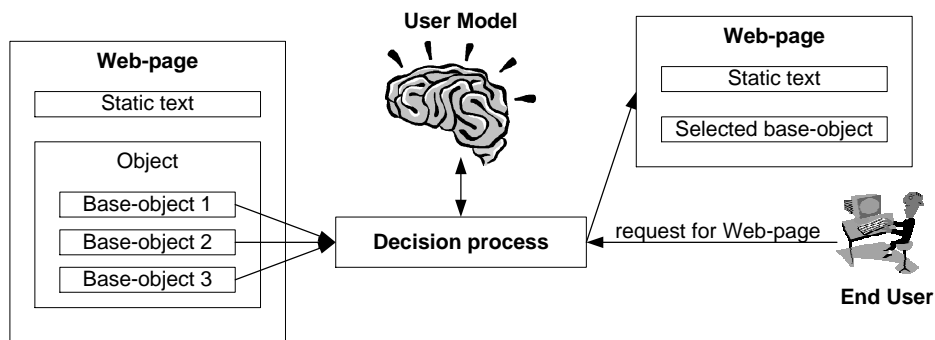 Web-page
Static text
Object
Base-object 1
Base-object 2
Base-object 3
User Model
Decision process
Web-page
Static text
Selected base-object
request for Web-page
End User